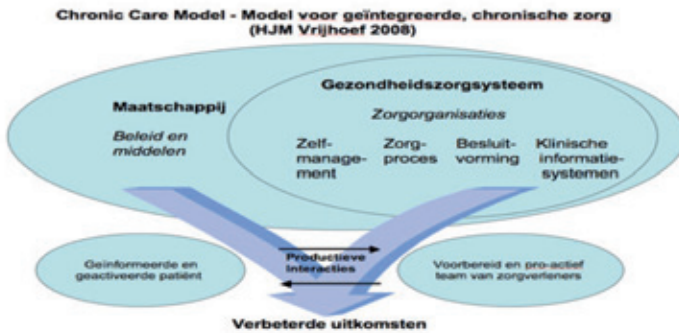 Chronic Care Model - Model voor geïntegreerde, chronische zorg
(HJM Vrijhoef 2008)
Gezondheidszorgsysteem
Maatschappij
Zorgorganisaties
Beleid en
middelen
Zelf-
manage-
ment
Zorg-
proces
Besluit-
vorming
Klinische
informatie-
systemen
Geïnformeerde en
geactiveerde patiënt
Productieve
Interacties
Voorbereid en pro-actief
team van zorgverleners
Verbeterde uitkomsten